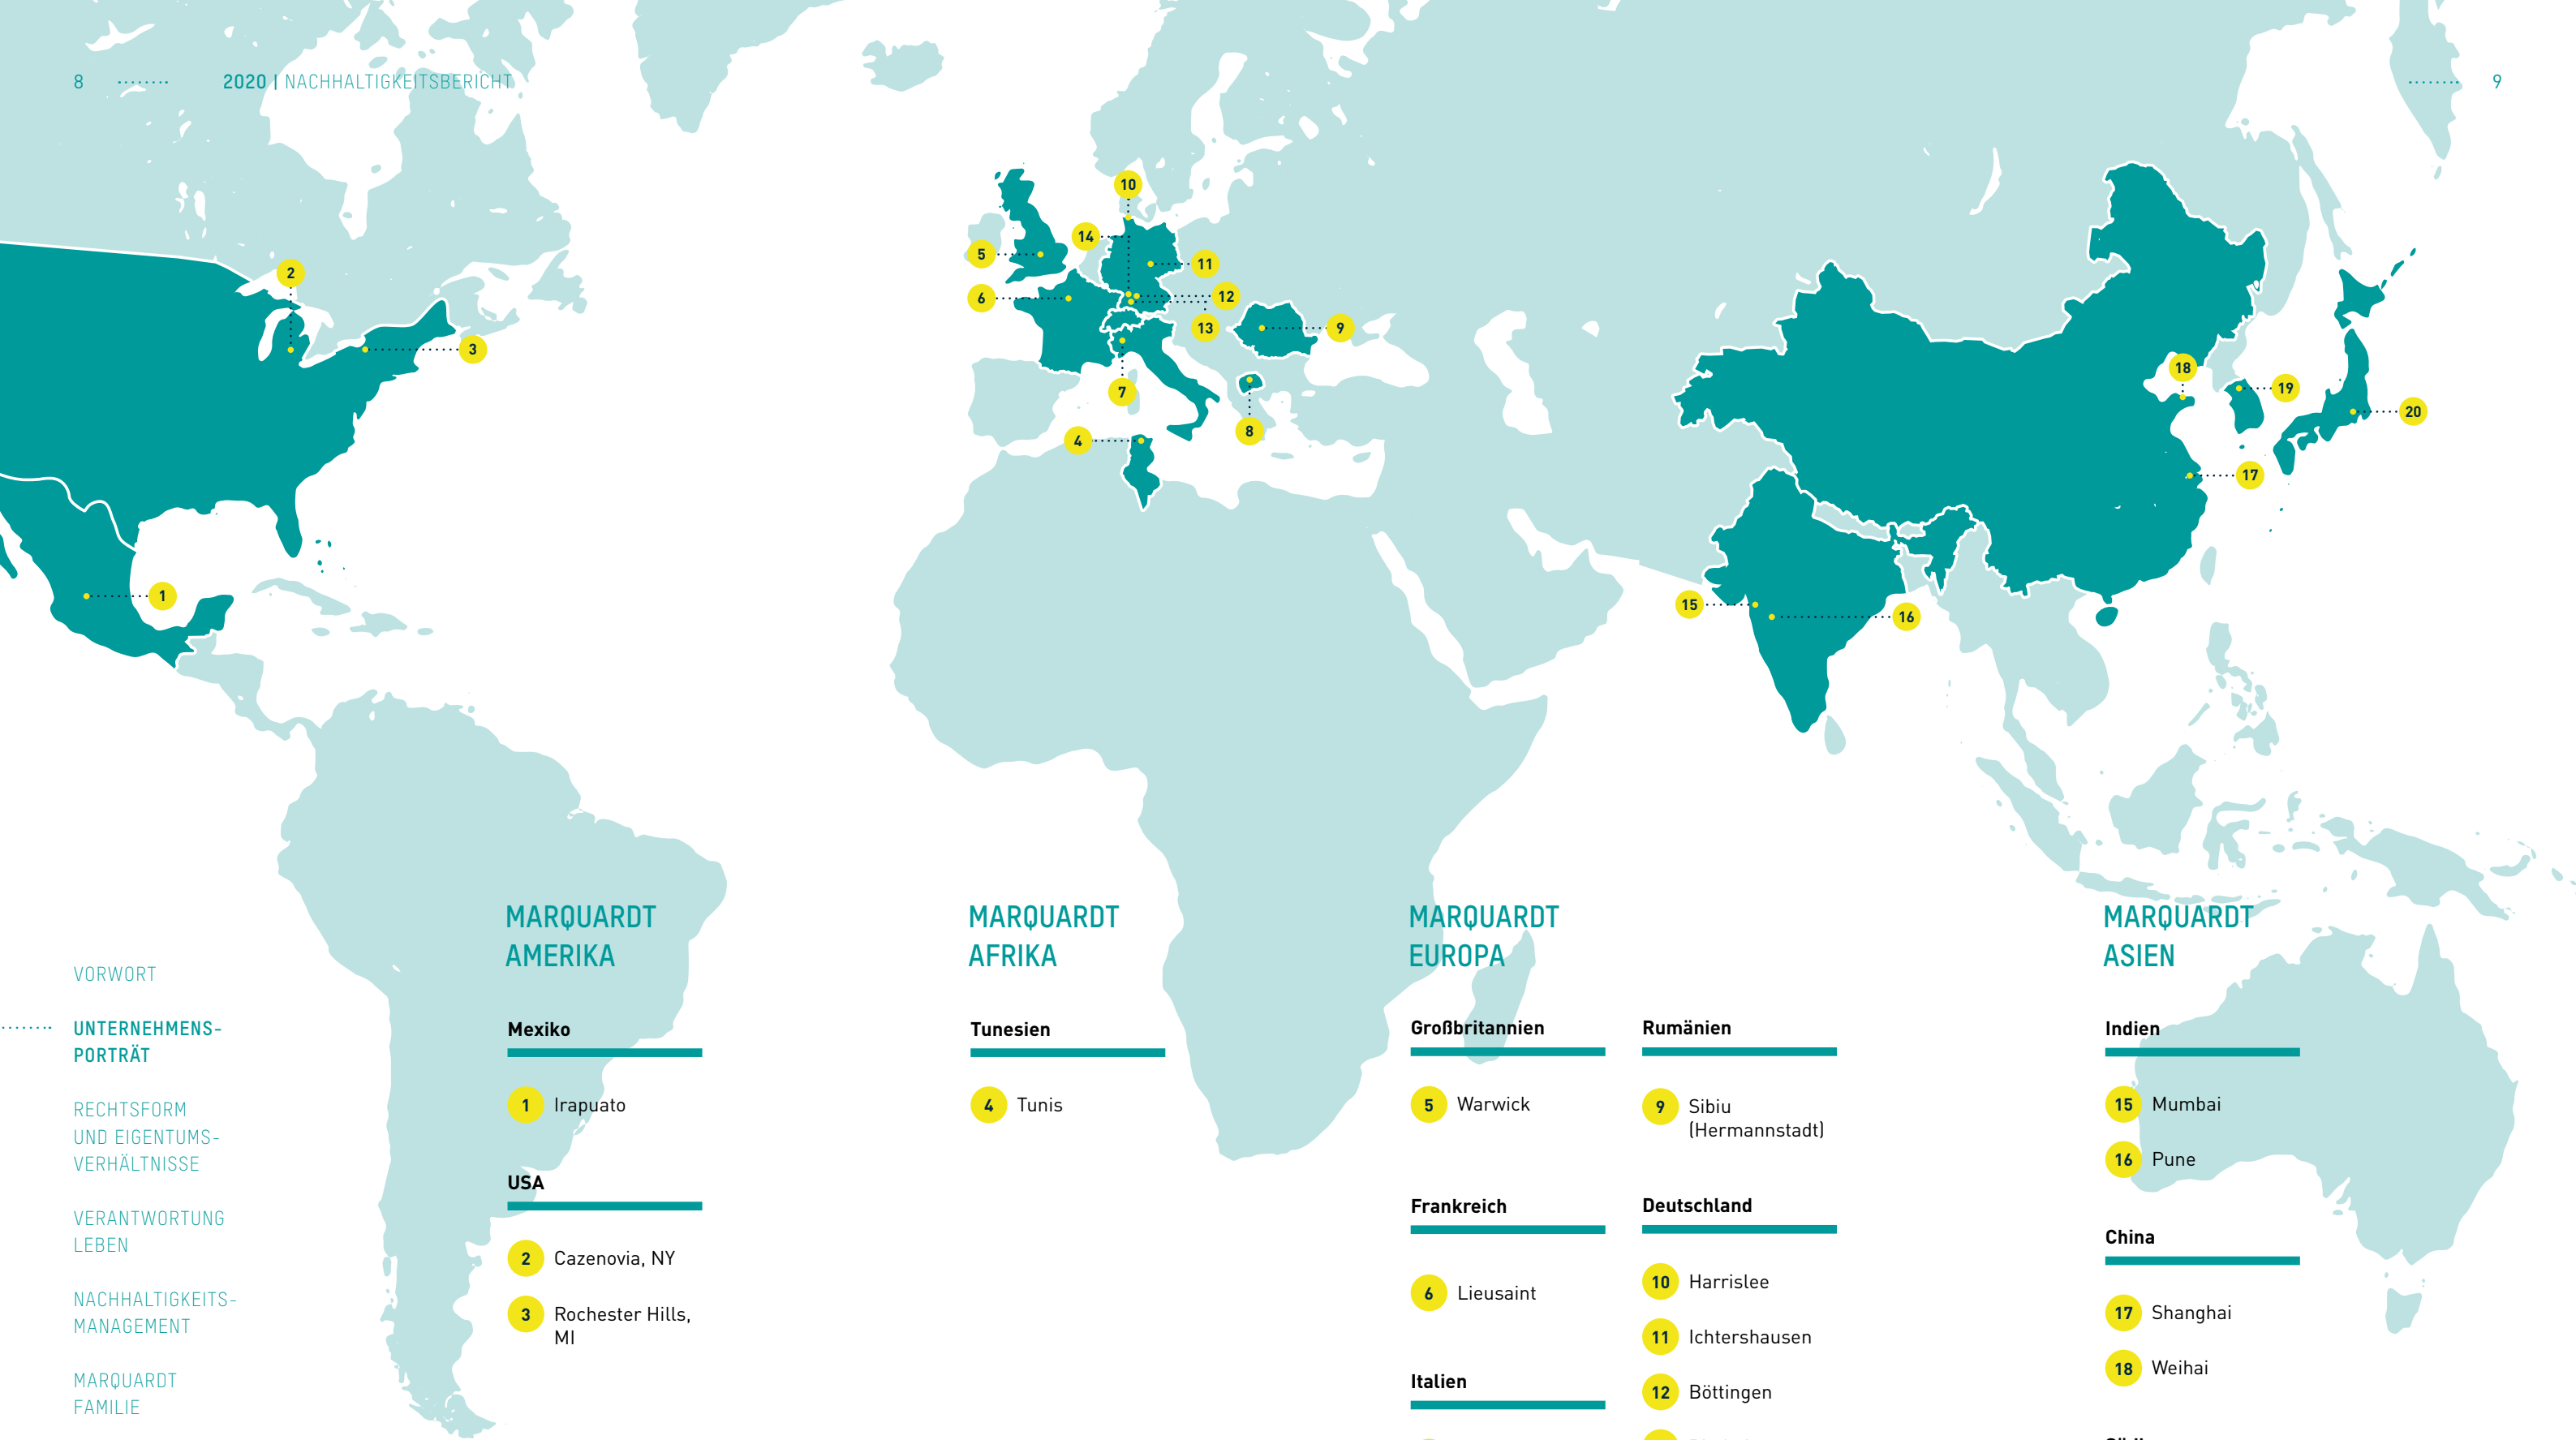 8
2020 | NACHHALTIGKEITSBERICHT
9
10
14
5
11
2
12
6
13
9
3
18
19
7
20
8
4
17
1
15
16
MARQUARDT
AMERIKA
Mexiko
1 Irapuato
USA
2 Cazenovia, NY
3 Rochester Hills,
MI
MARQUARDT
AFRIKA
Tunesien
4 Tunis
MARQUARDT
EUROPA
Großbritannien
5 Warwick
Frankreich
6 Lieusaint
Italien
Rumänien
9 Sibiu
(Hermannstadt)
Deutschland
10 Harrislee
11 Ichtershausen
12 Böttingen
MARQUARDT
ASIEN
Indien
15 Mumbai
16 Pune
China
17 Shanghai
18 Weihai
VORWORT
UNTERNEHMENS-
PORTRÄT
RECHTSFORM
UND EIGENTUMS-
VERHÄLTNISSE
VERANTWORTUNG
LEBEN
NACHHALTIGKEITS-
MANAGEMENT
MARQUARDT
FAMILIE